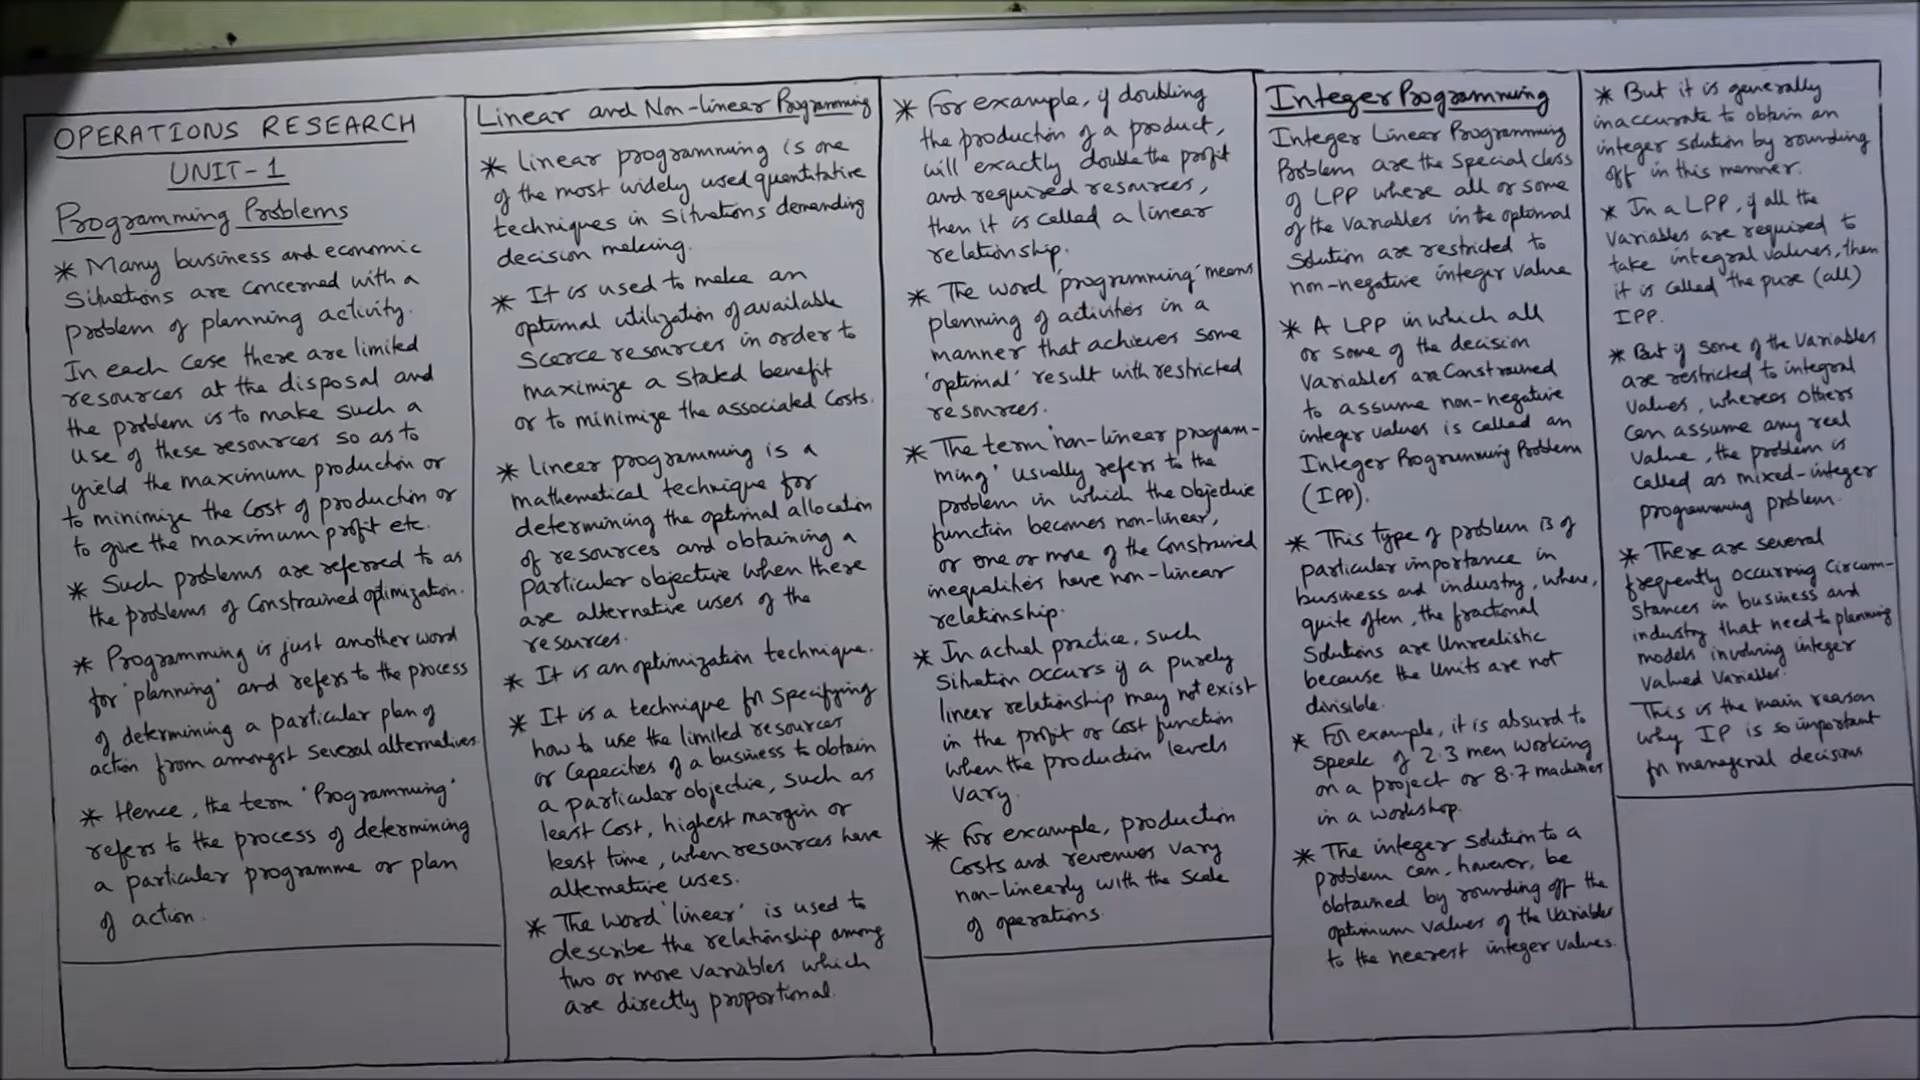 OPERATIONS RESEARCH
UNIT-1
Programming Problems
* Many business and economic
Situations are concerned with a
problem of planning activity.
In each case there are limited
resources at the disposal and
the problem is to make such a
use of these resources so as to
yield the maximum production or
to minimize the Cost of production or
to give the maximum profit etc.
* Such problems are referred to as
the problems of Constrained optimization.
* Programming is just another word
for 'planning' and refers to the process
of determining a particular plan of
action from amongst several alternatives.
* Hence, the term 'Programming'
refers to the process of determining
a particular programme or plan
of action.
Linear and Non-linear Programming
* Linear programming is one
of the most widely used quantitative
techniques in situations demanding
decision making.
* It is used to make an
optimal utilization of available
Scarce resources in order to
maximize a stated benefit
or to minimize the associated costs.
* Linear programming is a
mathematical technique for
determining the optimal allocation
of resources and obtaining a
particular objective when there
are alternative uses of the
resources.
* It is an optimization technique.
* It is a technique for specifying
how to use the limited resources
or capacities of a business to obtain
a particular objective, such as
least Cost, highest margin or
least time, when resources have
alternative uses.
* The word 'linear' is used to
describe the relationship among
two or more variables which
are directly proportional.
* For example, if doubling
the production of a product,
will exactly double the profit
and required resources,
then it is called a linear
relationship.
* The word 'programming' means
planning of activities in a
manner that achieves some
'optimal' result with restricted
resources.
* The term 'non-linear program-
ming' usually refers to the
problem in which the objective
function becomes non-linear,
or one or more of the Constrained
inequalities have non-linear
relationship.
* In actual practice, such
Situation occurs if a purely
linear relationship may not exist
in the profit or Cost function
when the production levels
vary.
* For example, production
Costs and revenues vary
non-linearly with the scale
of operations.
Integer Programming
Integer Linear Programming
Problem are the special class
of LPP where all or some
of the variables in the optimal
Solution are restricted to
non-negative integer value
* A LPP in which all
or some of the decision
variables are Constrained
to assume non-negative
integer values is called an
Integer Programming Problem
(IPP).
* This type of problem is of
particular importance in
business and industry, where,
quite often, the fractional
Solutions are unrealistic
because the units are not
divisible.
* For example, it is absurd to
speak of 2.3 men working
on a project or 8.7 machines
in a workshop.
* The integer solution to a
problem can, however, be
obtained by rounding off the
optimum values of the variables
to the nearest integer values.
* But it is generally
inaccurate to obtain an
integer solution by rounding
off in this manner.
* In a LPP, if all the
variables are required to
take integral values, then
it is called the pure (all)
IPP.
* But if some of the variables
are restricted to integral
values, whereas others
can assume any real
value, the problem is
called as mixed-integer
programming problem.
* There are several
frequently occurring circum-
stances in business and
industry that need to planning
models involving integer
valued variables.
This is the main reason
why IP is so important
for managerial decisions